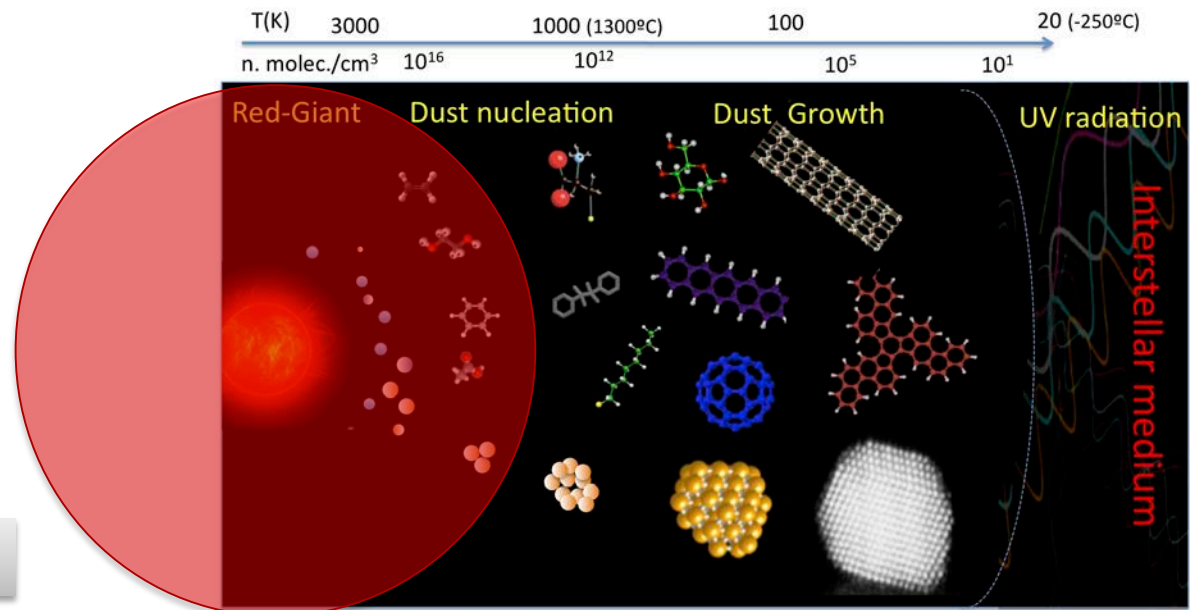 T(K) 3000 1000 (1300ºC) 100 20 (-250ºC)
n. molec./cm³ 10¹⁶ 10¹² 10⁵ 10¹
Red-Giant Dust nucleation Dust Growth UV radiation
Interstellar medium